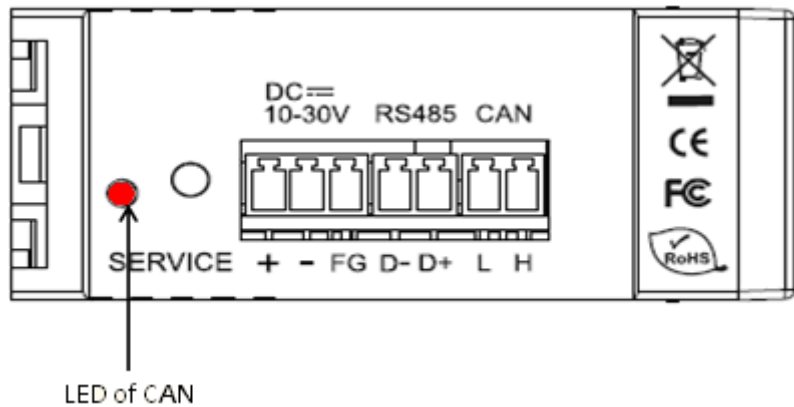 DC⎓
10-30V RS485 CAN
CE
FC
RoHS
SERVICE + - FG D- D+ L H
LED of CAN